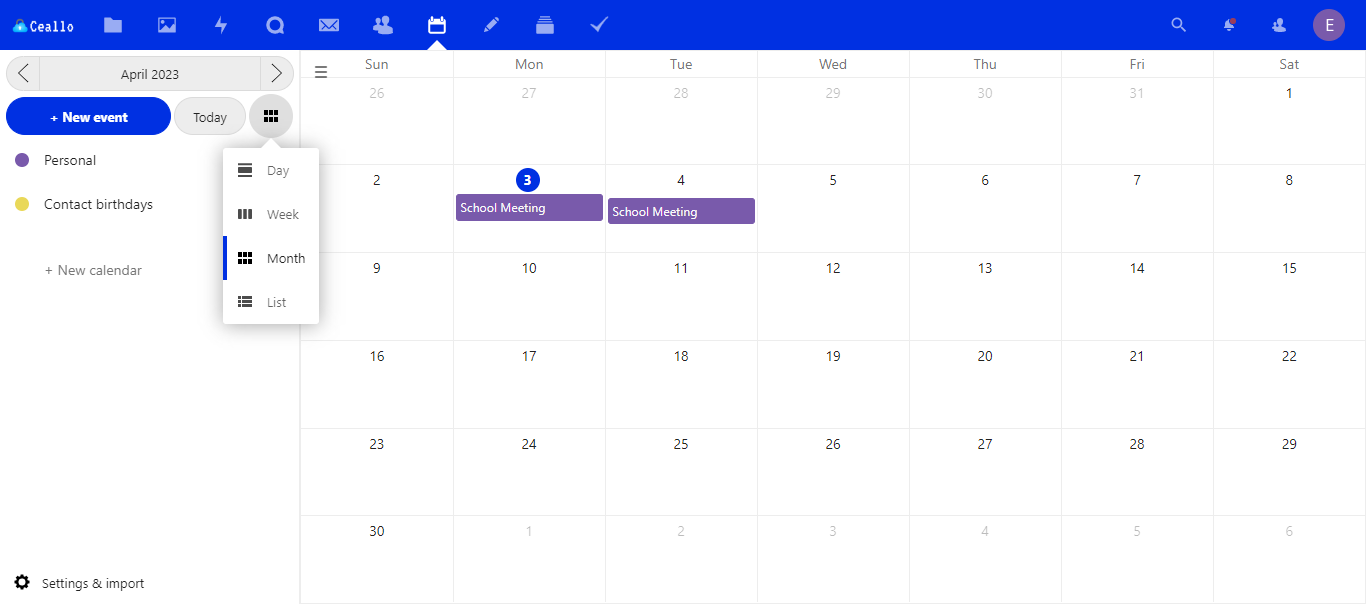 Ceallo
E
April 2023
+ New event
Today
Personal
Contact birthdays
+ New calendar
Day
Week
Month
List
Settings & import
Sun Mon Tue Wed Thu Fri Sat
26 27 28 29 30 31 1
2 3 4 5 6 7 8
School Meeting School Meeting
9 10 11 12 13 14 15
16 17 18 19 20 21 22
23 24 25 26 27 28 29
30 1 2 3 4 5 6